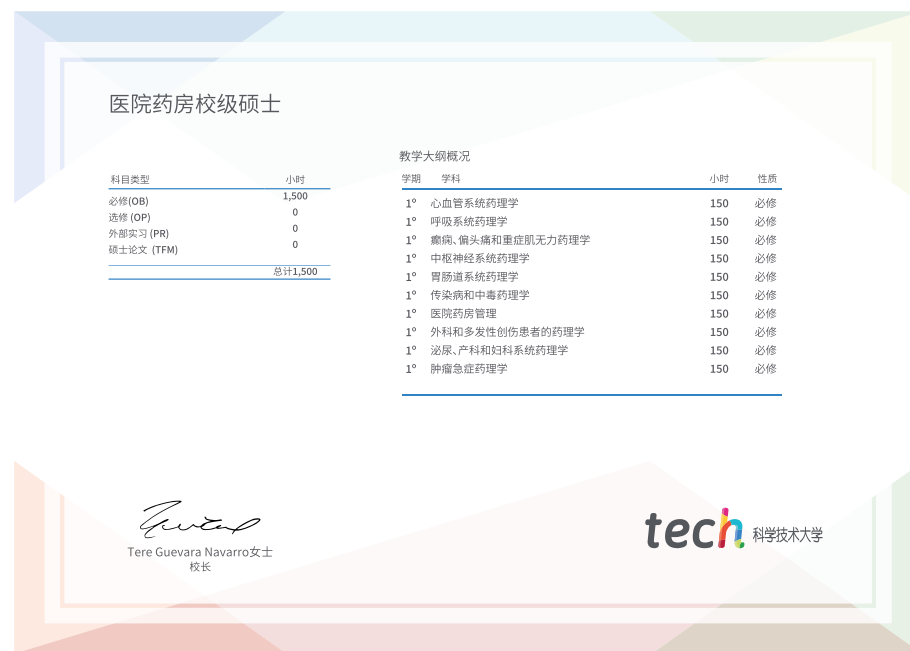 医院药房校级硕士
科目类型 小时
必修(OB) 1,500
选修 (OP) 0
外部实习 (PR) 0
硕士论文 (TFM) 0
总计1,500
教学大纲概况
学期 学科 小时 性质
1º 心血管系统药理学 150 必修
1º 呼吸系统药理学 150 必修
1º 癫痫、偏头痛和重症肌无力药理学 150 必修
1º 中枢神经系统药理学 150 必修
1º 胃肠道系统药理学 150 必修
1º 传染病和中毒药理学 150 必修
1º 医院药房管理 150 必修
1º 外科和多发性创伤患者的药理学 150 必修
1º 泌尿、产科和妇科系统药理学 150 必修
1º 肿瘤急症药理学 150 必修
Tere Guevara Navarro女士
校长
tech 科学技术大学